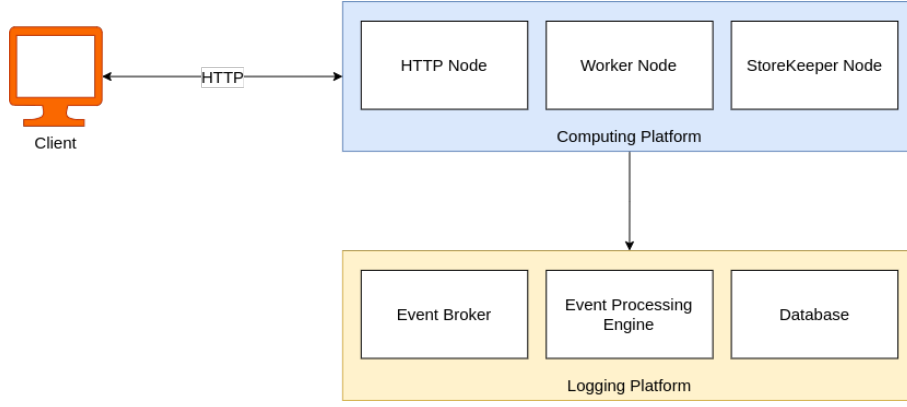 HTTP
Client
HTTP Node
Worker Node
StoreKeeper Node
Computing Platform
Event Broker
Event Processing
Engine
Database
Logging Platform